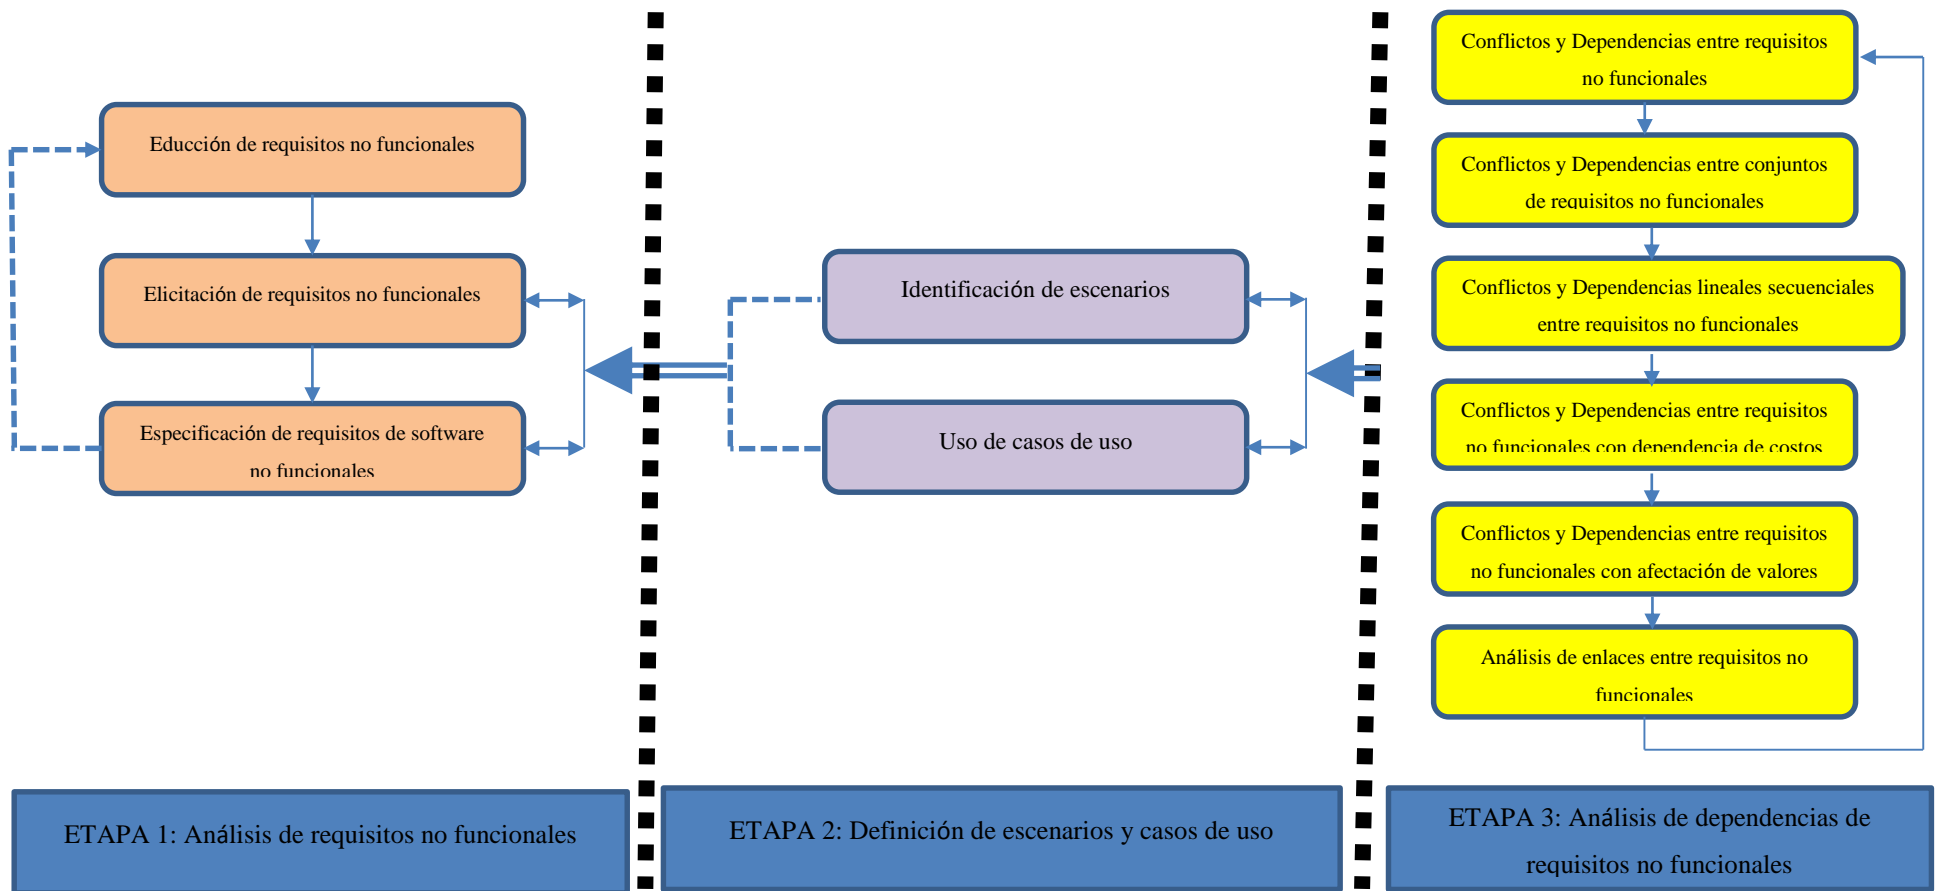 Educción de requisitos no funcionales
Elicitación de requisitos no funcionales
Especificación de requisitos de software
no funcionales
ETAPA 1: Análisis de requisitos no funcionales
Identificación de escenarios
Uso de casos de uso
ETAPA 2: Definición de escenarios y casos de uso
Conflictos y Dependencias entre requisitos
no funcionales
Conflictos y Dependencias entre conjuntos
de requisitos no funcionales
Conflictos y Dependencias lineales secuenciales
entre requisitos no funcionales
Conflictos y Dependencias entre requisitos
no funcionales con dependencia de costos
Conflictos y Dependencias entre requisitos
no funcionales con afectación de valores
Análisis de enlaces entre requisitos no
funcionales
ETAPA 3: Análisis de dependencias de
requisitos no funcionales